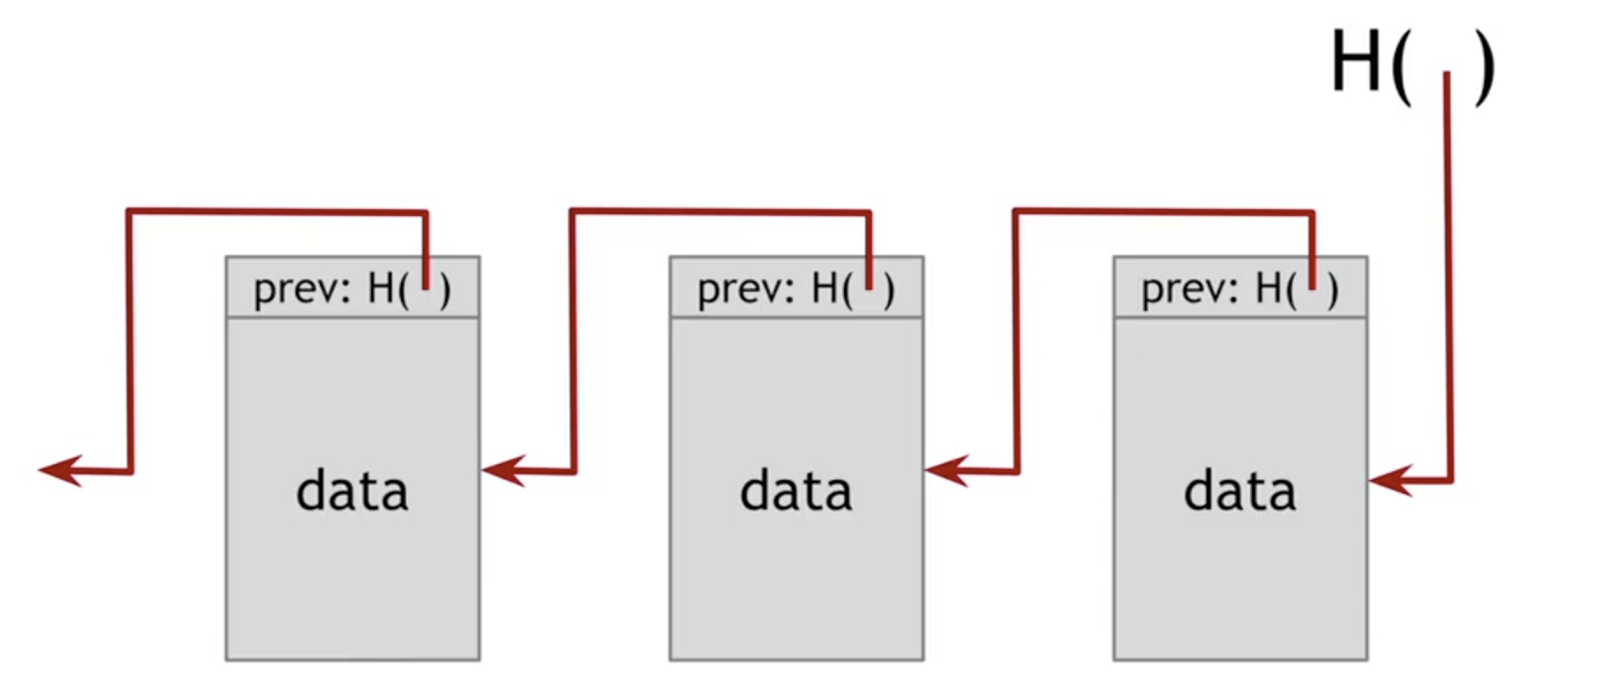 H( )
prev: H( )
prev: H( )
prev: H( )
data
data
data